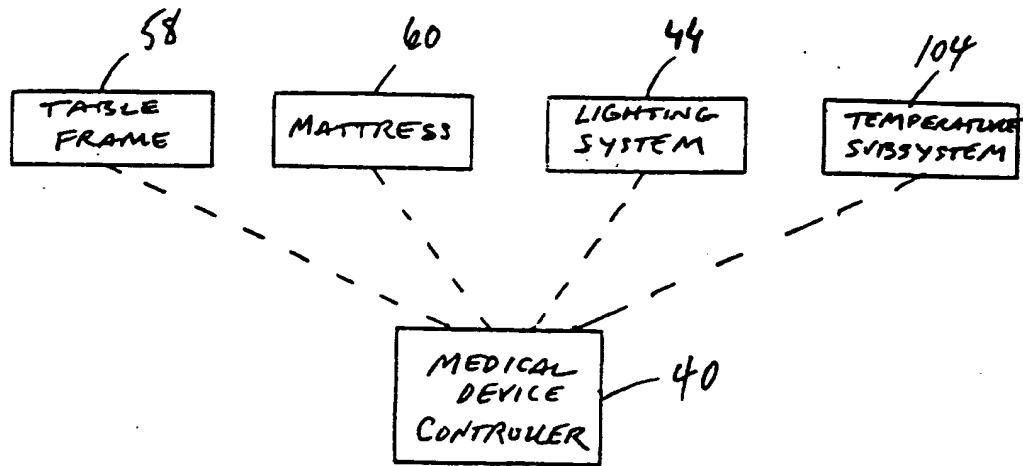 58
60
44
104
TABLE
FRAME
MATTRESS
LIGHTING
SYSTEM
TEMPERATURE
SUBSYSTEM
MEDICAL
DEVICE
CONTROLLER
40